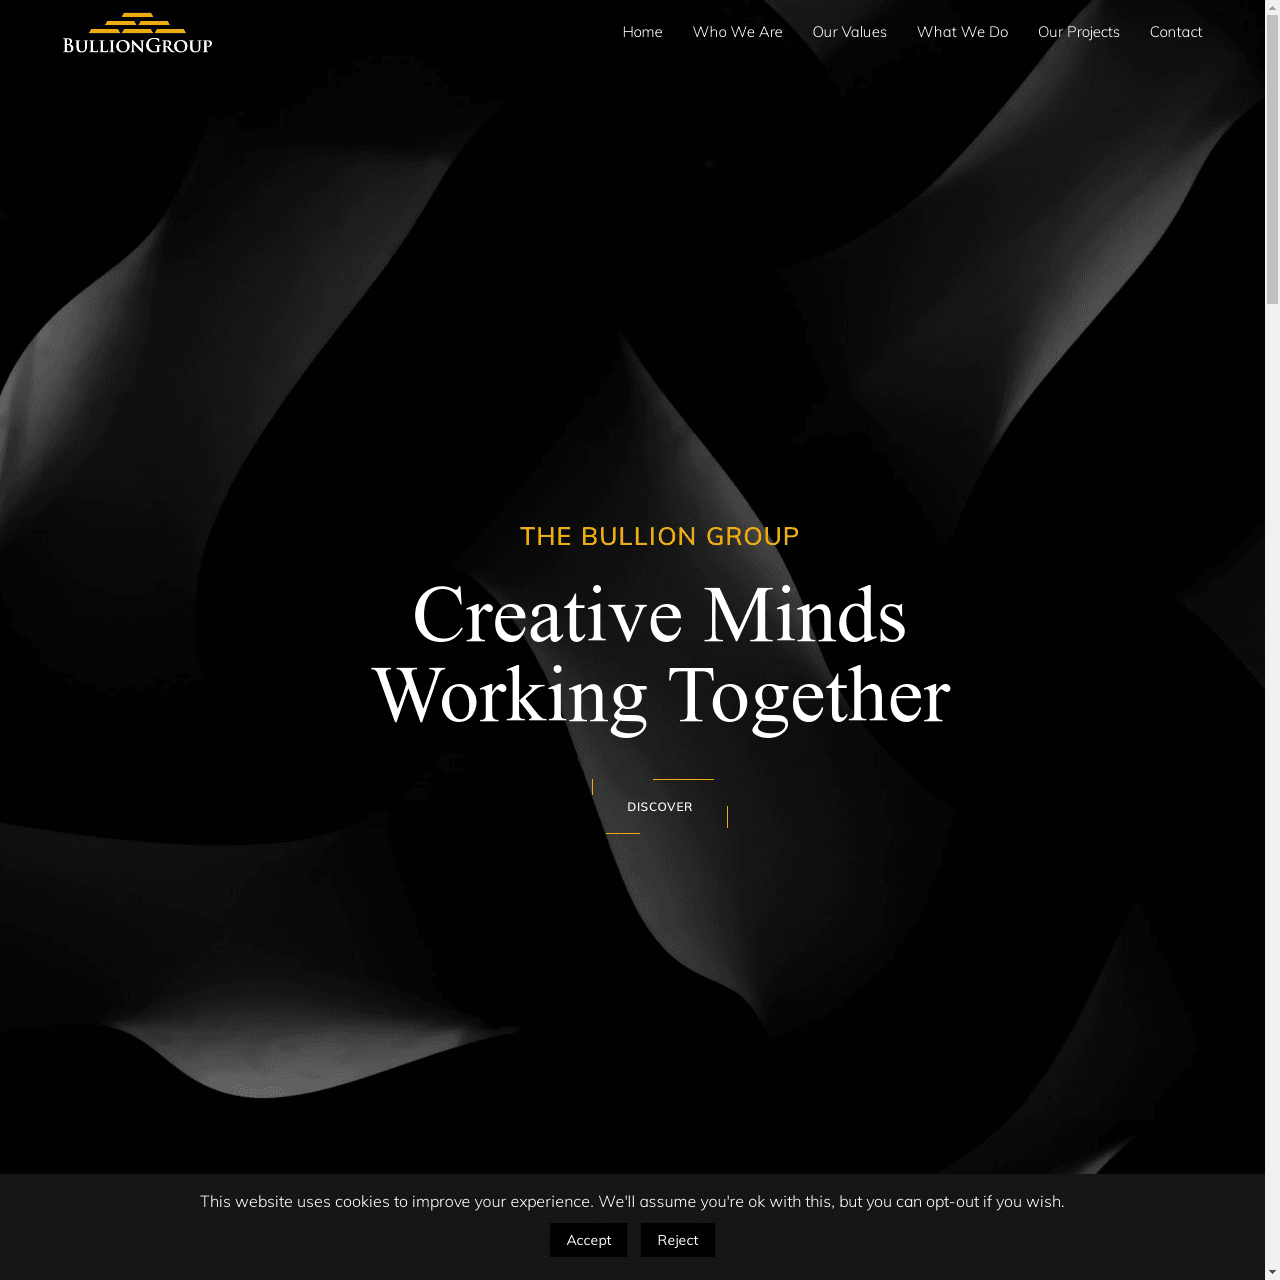 BULLIONGROUP
Home Who We Are Our Values What We Do Our Projects Contact
THE BULLION GROUP
Creative Minds
Working Together
DISCOVER
This website uses cookies to improve your experience. We'll assume you're ok with this, but you can opt-out if you wish.
Accept Reject